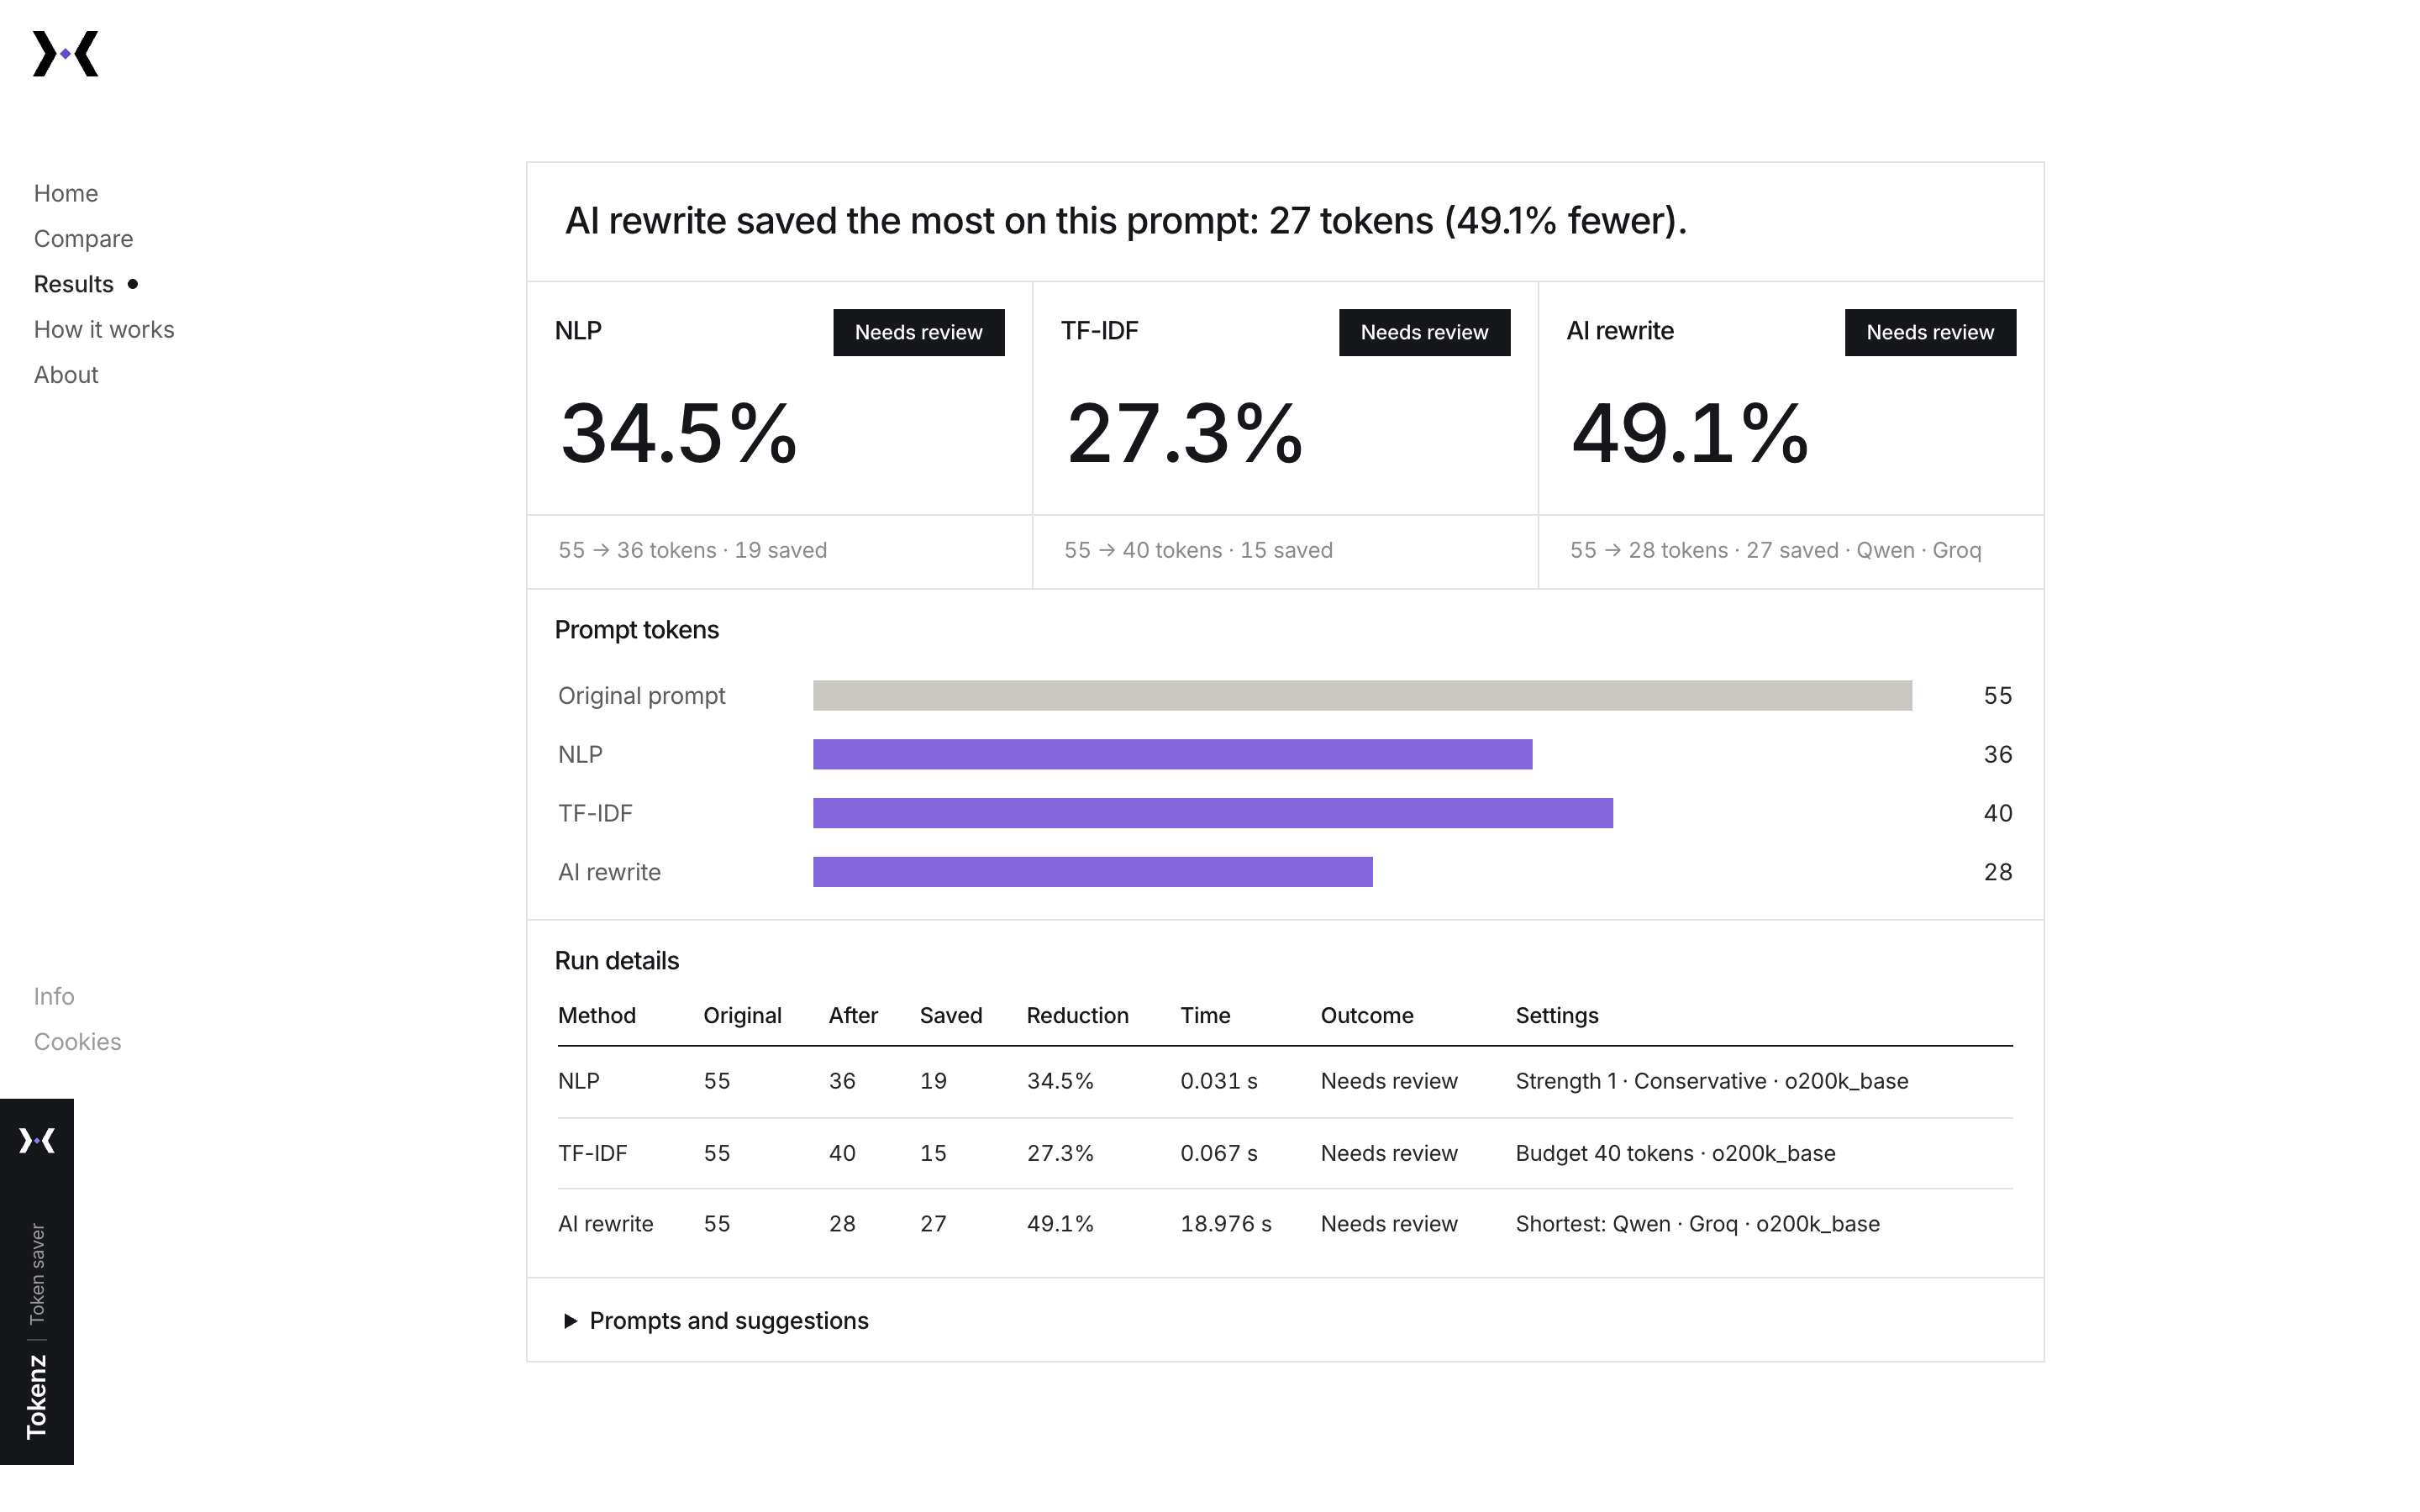 Home
Compare
Results
How it works
About
Info
Cookies
Tokenz | Token saver
AI rewrite saved the most on this prompt: 27 tokens (49.1% fewer).
NLP Needs review
34.5%
55 → 36 tokens · 19 saved
TF-IDF Needs review
27.3%
55 → 40 tokens · 15 saved
AI rewrite Needs review
49.1%
55 → 28 tokens · 27 saved · Qwen · Groq
Prompt tokens
Original prompt 55
NLP 36
TF-IDF 40
AI rewrite 28
Run details
Method Original After Saved Reduction Time Outcome Settings
NLP 55 36 19 34.5% 0.031 s Needs review Strength 1 · Conservative · o200k_base
TF-IDF 55 40 15 27.3% 0.067 s Needs review Budget 40 tokens · o200k_base
AI rewrite 55 28 27 49.1% 18.976 s Needs review Shortest: Qwen · Groq · o200k_base
Prompts and suggestions